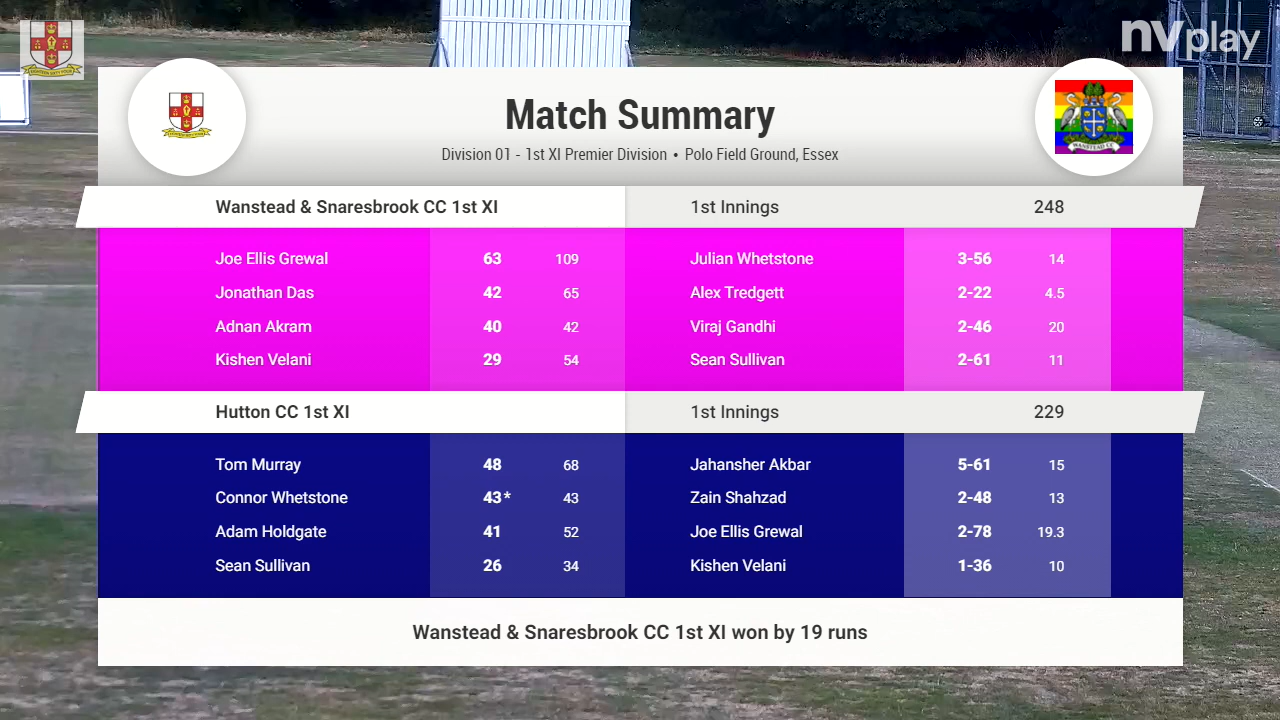 nvplay
EIGHTEEN SIXTY FOUR
Match Summary
WANSTEAD CC
Division 01 - 1st XI Premier Division • Polo Field Ground, Essex
Wanstead & Snaresbrook CC 1st XI 1st Innings 248
Joe Ellis Grewal 63 109 Julian Whetstone 3-56 14
Jonathan Das 42 65 Alex Tredgett 2-22 4.5
Adnan Akram 40 42 Viraj Gandhi 2-46 20
Kishen Velani 29 54 Sean Sullivan 2-61 11
Hutton CC 1st XI 1st Innings 229
Tom Murray 48 68 Jahansher Akbar 5-61 15
Connor Whetstone 43* 43 Zain Shahzad 2-48 13
Adam Holdgate 41 52 Joe Ellis Grewal 2-78 19.3
Sean Sullivan 26 34 Kishen Velani 1-36 10
Wanstead & Snaresbrook CC 1st XI won by 19 runs